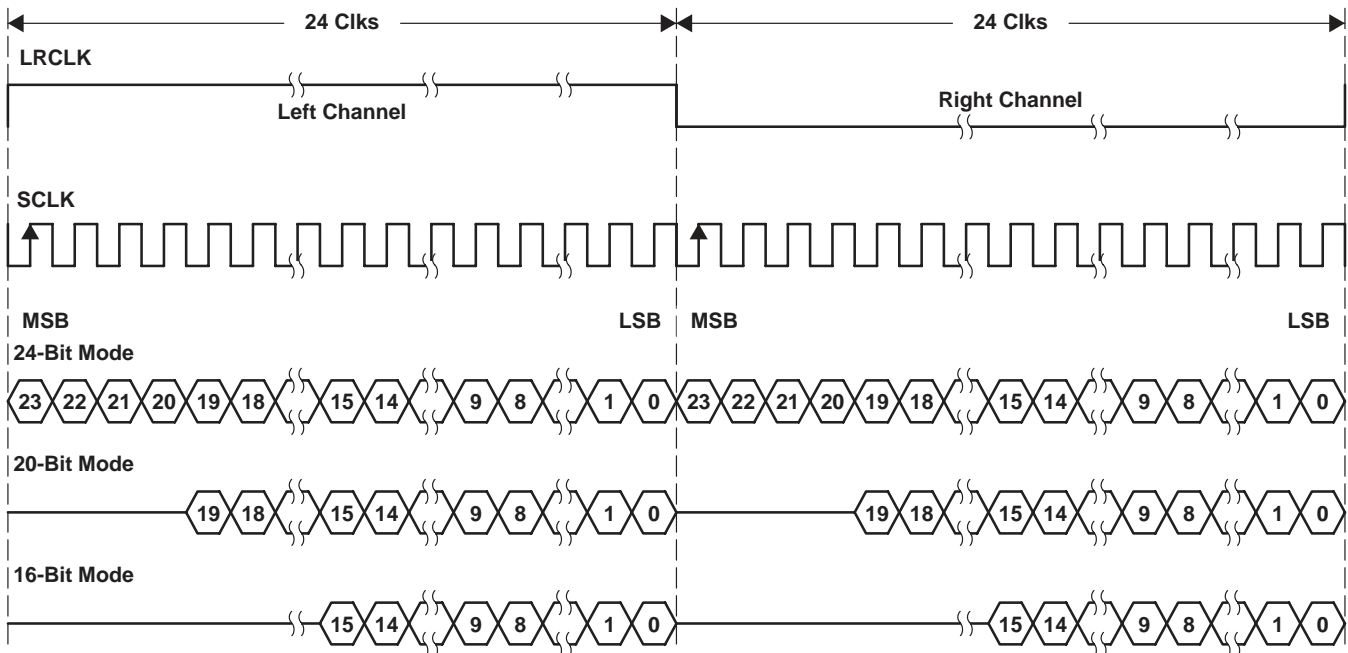 24 Clks 24 Clks
LRCLK
Left Channel Right Channel
SCLK
MSB LSB MSB LSB
24-Bit Mode
23 22 21 20 19 18 15 14 9 8 1 0 23 22 21 20 19 18 15 14 9 8 1 0
20-Bit Mode
19 18 15 14 9 8 1 0 19 18 15 14 9 8 1 0
16-Bit Mode
15 14 9 8 1 0 15 14 9 8 1 0